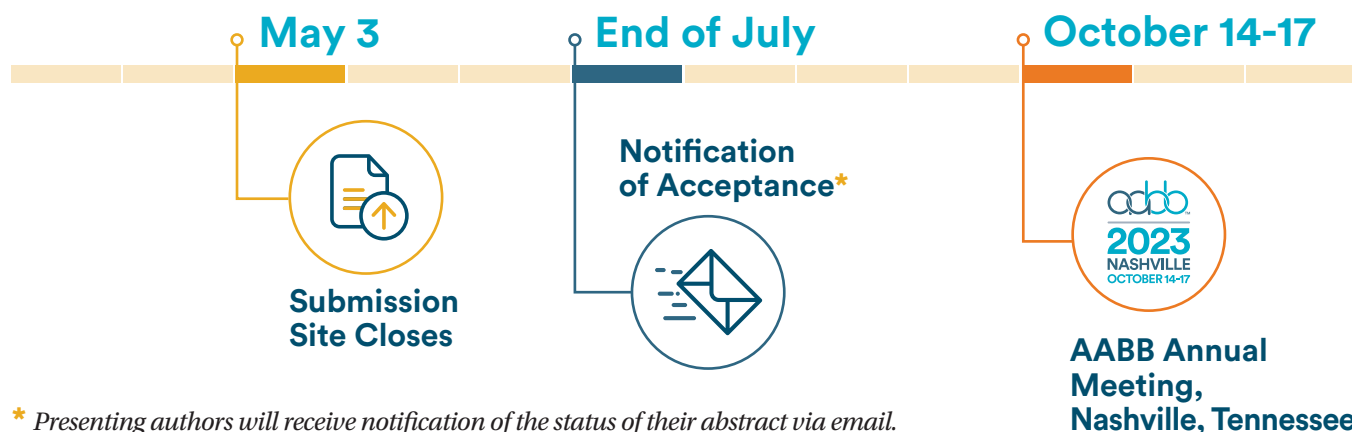 May 3
End of July
October 14-17
Submission
Site Closes
Notification
of Acceptance*
aabb
2023
NASHVILLE
OCTOBER 14-17
AABB Annual
Meeting,
Nashville, Tennessee
* Presenting authors will receive notification of the status of their abstract via email.